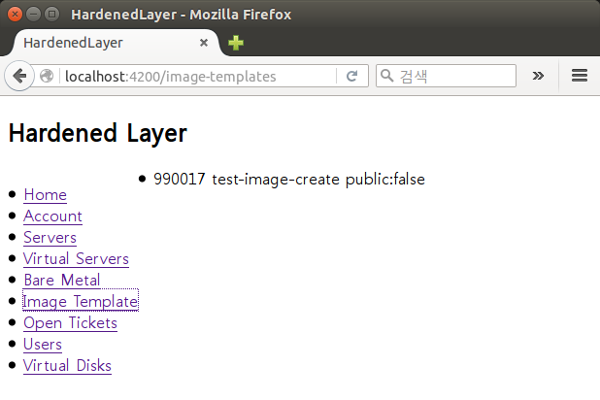 HardenedLayer - Mozilla Firefox
HardenedLayer
localhost:4200/image-templates
검색
Hardened Layer
990017 test-image-create public:false
Home
Account
Servers
Virtual Servers
Bare Metal
Image Template
Open Tickets
Users
Virtual Disks